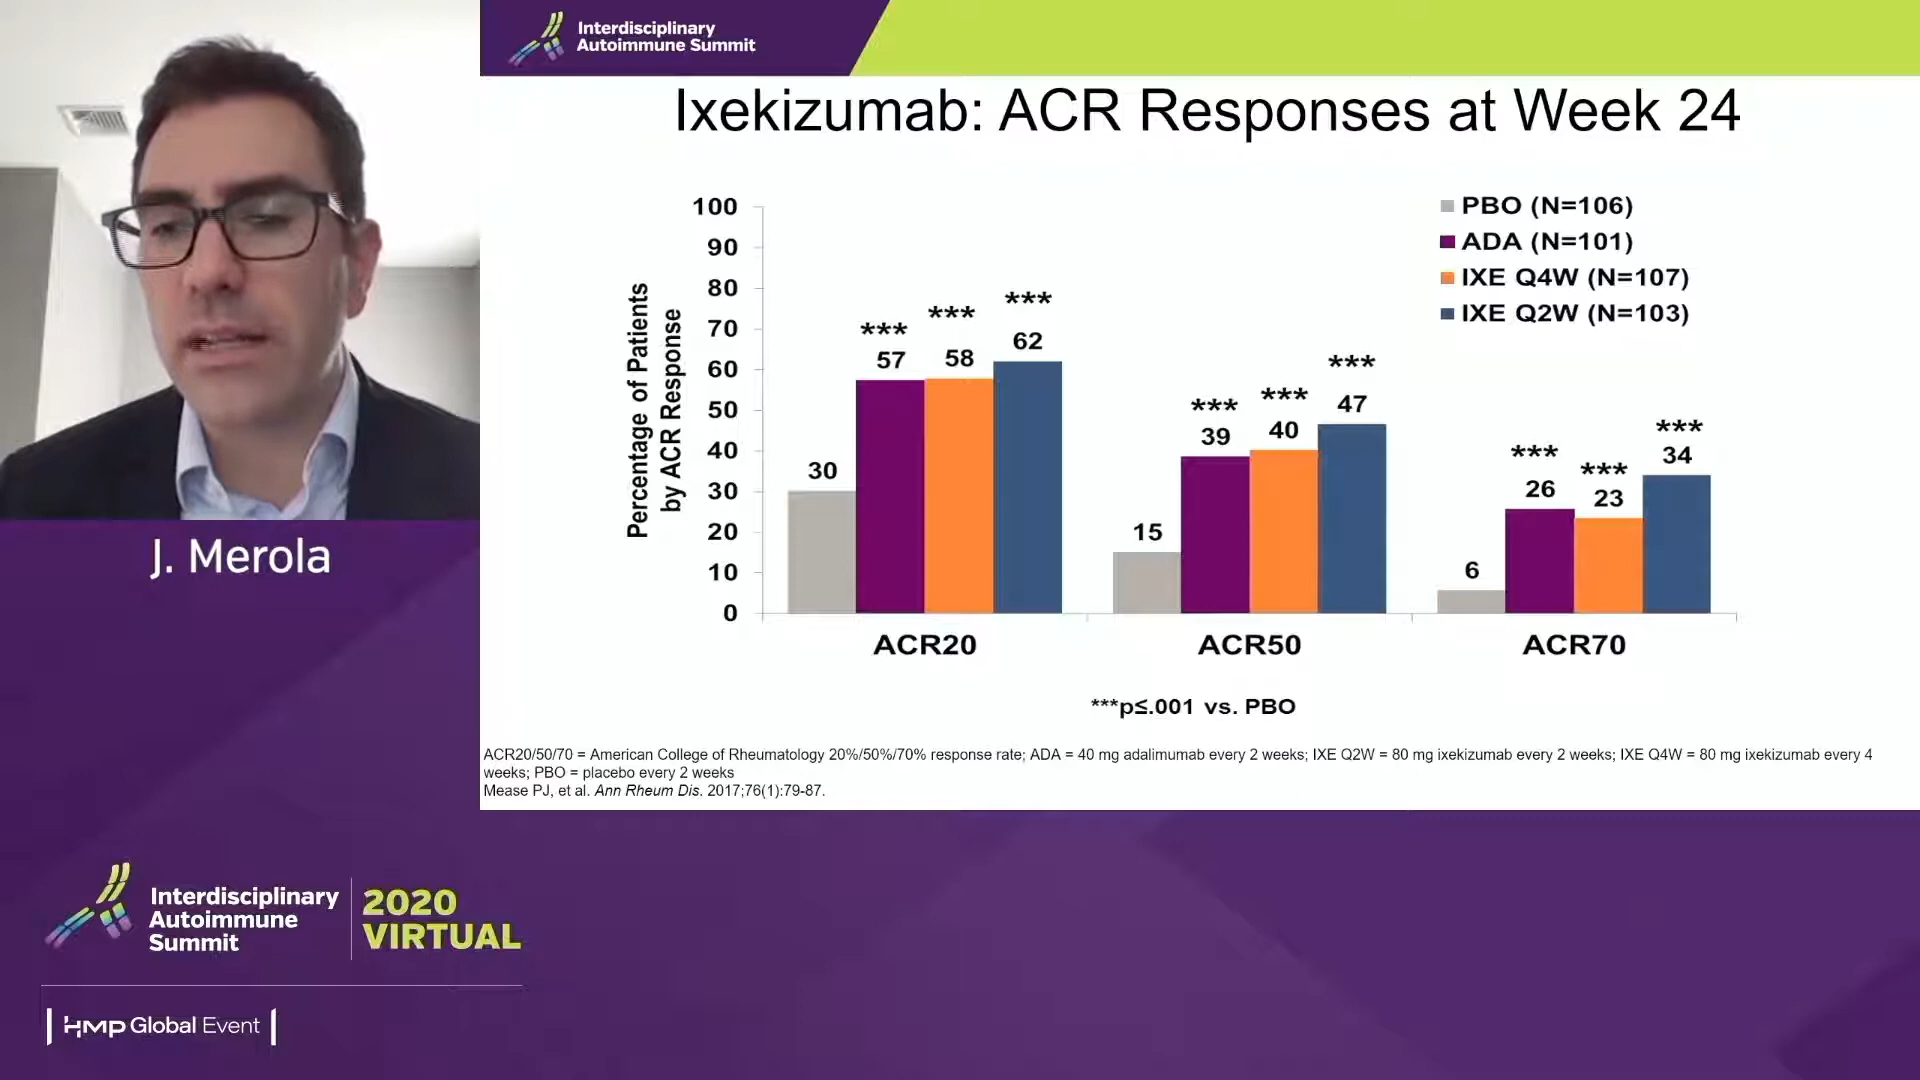 Interdisciplinary
Autoimmune Summit
Ixekizumab: ACR Responses at Week 24
Percentage of Patients
by ACR Response
100
90
80
70
60
50
40
30
20
10
0
PBO (N=106)
ADA (N=101)
IXE Q4W (N=107)
IXE Q2W (N=103)
30
*** 57
*** 58
*** 62
15
*** 39
*** 40
*** 47
6
*** 26
*** 23
*** 34
ACR20 ACR50 ACR70
***p≤.001 vs. PBO
ACR20/50/70 = American College of Rheumatology 20%/50%/70% response rate; ADA = 40 mg adalimumab every 2 weeks; IXE Q2W = 80 mg ixekizumab every 2 weeks; IXE Q4W = 80 mg ixekizumab every 4
weeks; PBO = placebo every 2 weeks
Mease PJ, et al. Ann Rheum Dis. 2017;76(1):79-87.
J. Merola
Interdisciplinary
Autoimmune
Summit
2020
VIRTUAL
HMP Global Event